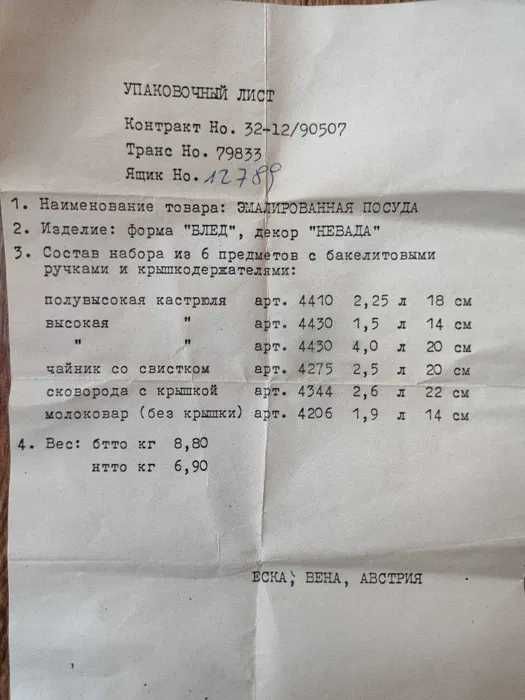 УПАКОВОЧНЫЙ ЛИСТ
Контракт No. 32-12/90507
Транс No. 79833
Ящик No. 12789
1. Наименование товара: ЭМАЛИРОВАННАЯ ПОСУДА
2. Изделие: форма "БЛЕД", декор "НЕВАДА"
3. Состав набора из 6 предметов с бакелитовыми
ручками и крышкодержателями:
полувысокая кастрюля арт. 4410 2,25 л 18 см
высокая " арт. 4430 1,5 л 14 см
" " арт. 4430 4,0 л 20 см
чайник со свистком арт. 4275 2,5 л 20 см
сковорода с крышкой арт. 4344 2,6 л 22 см
молоковар (без крышки) арт. 4206 1,9 л 14 см
4. Вес: бтто кг 8,80
нтто кг 6,90
ЕСКА, ВЕНА, АВСТРИЯ